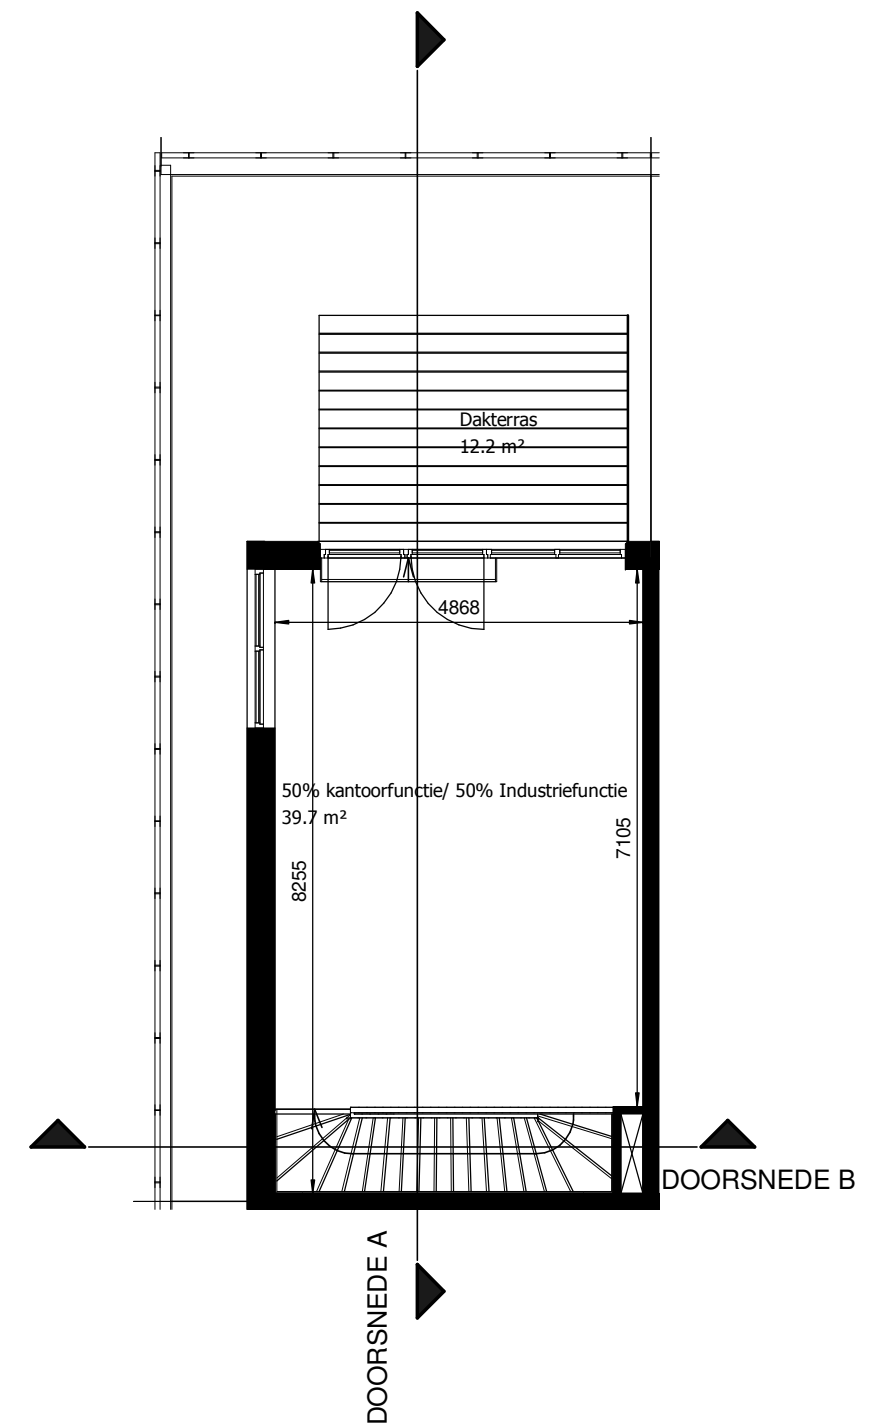 Dakterras
12.2 m²
4868
50% kantoorfunctie/ 50% Industriefunctie
39.7 m²
7105
8255
DOORSNEDE B
DOORSNEDE A